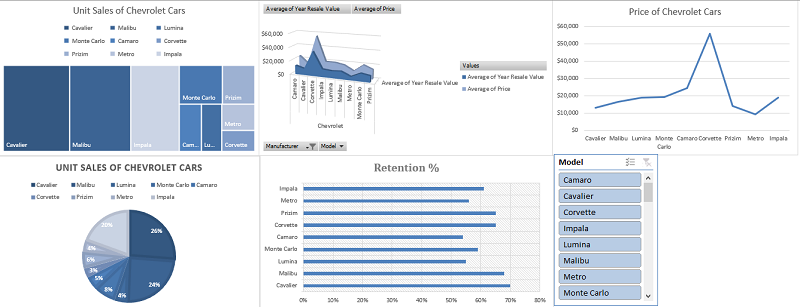 Unit Sales of Chevrolet Cars
Cavalier Malibu Lumina
Monte Carlo Camaro Corvette
Prizim Metro Impala
Cavalier Malibu Impala Monte Carlo Prizim
Cam... Lu... Metro
Corvette
Average of Year Resale Value Average of Price
$60,000
$40,000
$20,000
$0
Camaro
Cavalier
Corvette
Impala
Lumina
Malibu
Metro
Monte Carlo
Prizim
Chevrolet
Average of Year Resale Value
Values
Average of Year Resale Value
Average of Price
Manufacturer Model
Price of Chevrolet Cars
$60,000
$50,000
$40,000
$30,000
$20,000
$10,000
$0
Cavalier Malibu Lumina Monte Carlo Camaro Corvette Prizim Metro Impala
UNIT SALES OF CHEVROLET CARS
Cavalier Malibu Lumina Monte Carlo Camaro
Corvette Prizim Metro Impala
26%
24%
4%
8%
5%
3%
6%
4%
20%
Retention %
Impala
Metro
Prizim
Corvette
Camaro
Monte Carlo
Lumina
Malibu
Cavalier
0% 10% 20% 30% 40% 50% 60% 70% 80%
Model
Camaro
Cavalier
Corvette
Impala
Lumina
Malibu
Metro
Monte Carlo